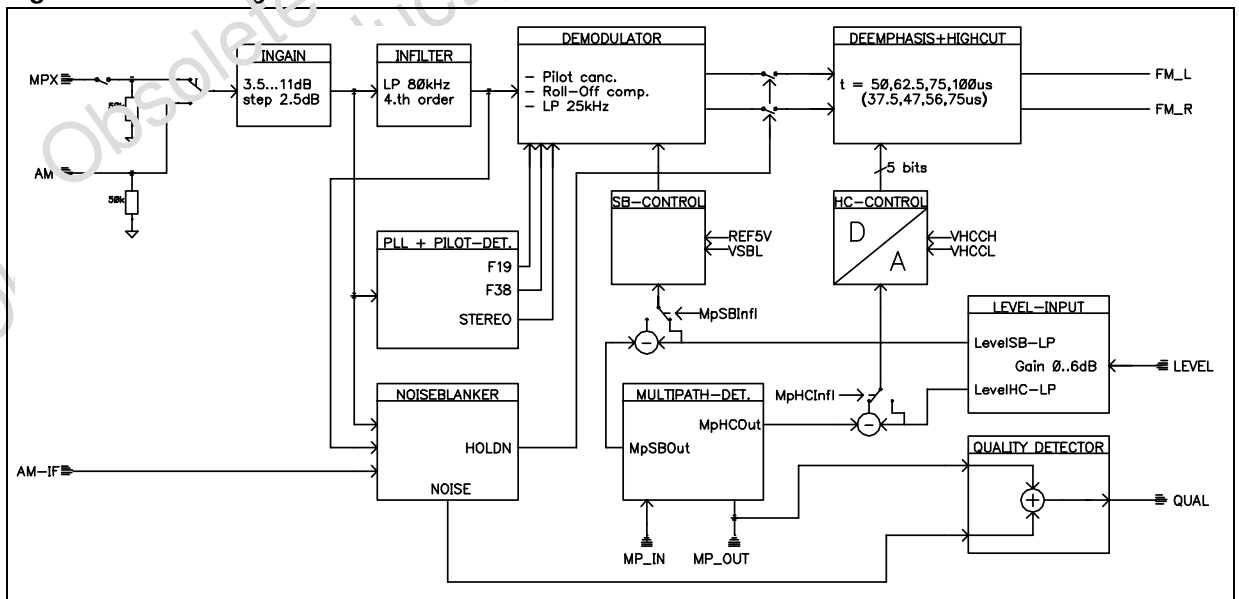 Obsolete
INGAIN
3.5...11dB
step 2.5dB
INFILTER
LP 80kHz
4.th order
DEMODULATOR
– Pilot canc.
– Roll-Off comp.
– LP 25kHz
DEEMPHASIS+HIGHCUT
t = 50,62.5,75,100us
(37.5,47,56,75us)
MPX
AM
50k
FM_L
FM_R
5 bits
SB-CONTROL
REF5V
VSBL
HC-CONTROL
D
A
VHCCH
VHCCL
PLL + PILOT-DET.
F19
F38
STEREO
MpSBInfl
LEVEL-INPUT
LevelSB-LP
Gain 0..6dB
LevelHC-LP
LEVEL
NOISEBLANKER
HOLDN
NOISE
AM-IF
MULTIPATH-DET.
MpHCOut
MpSBOut
MpHCInfl
MP_IN
MP_OUT
QUALITY DETECTOR
QUAL